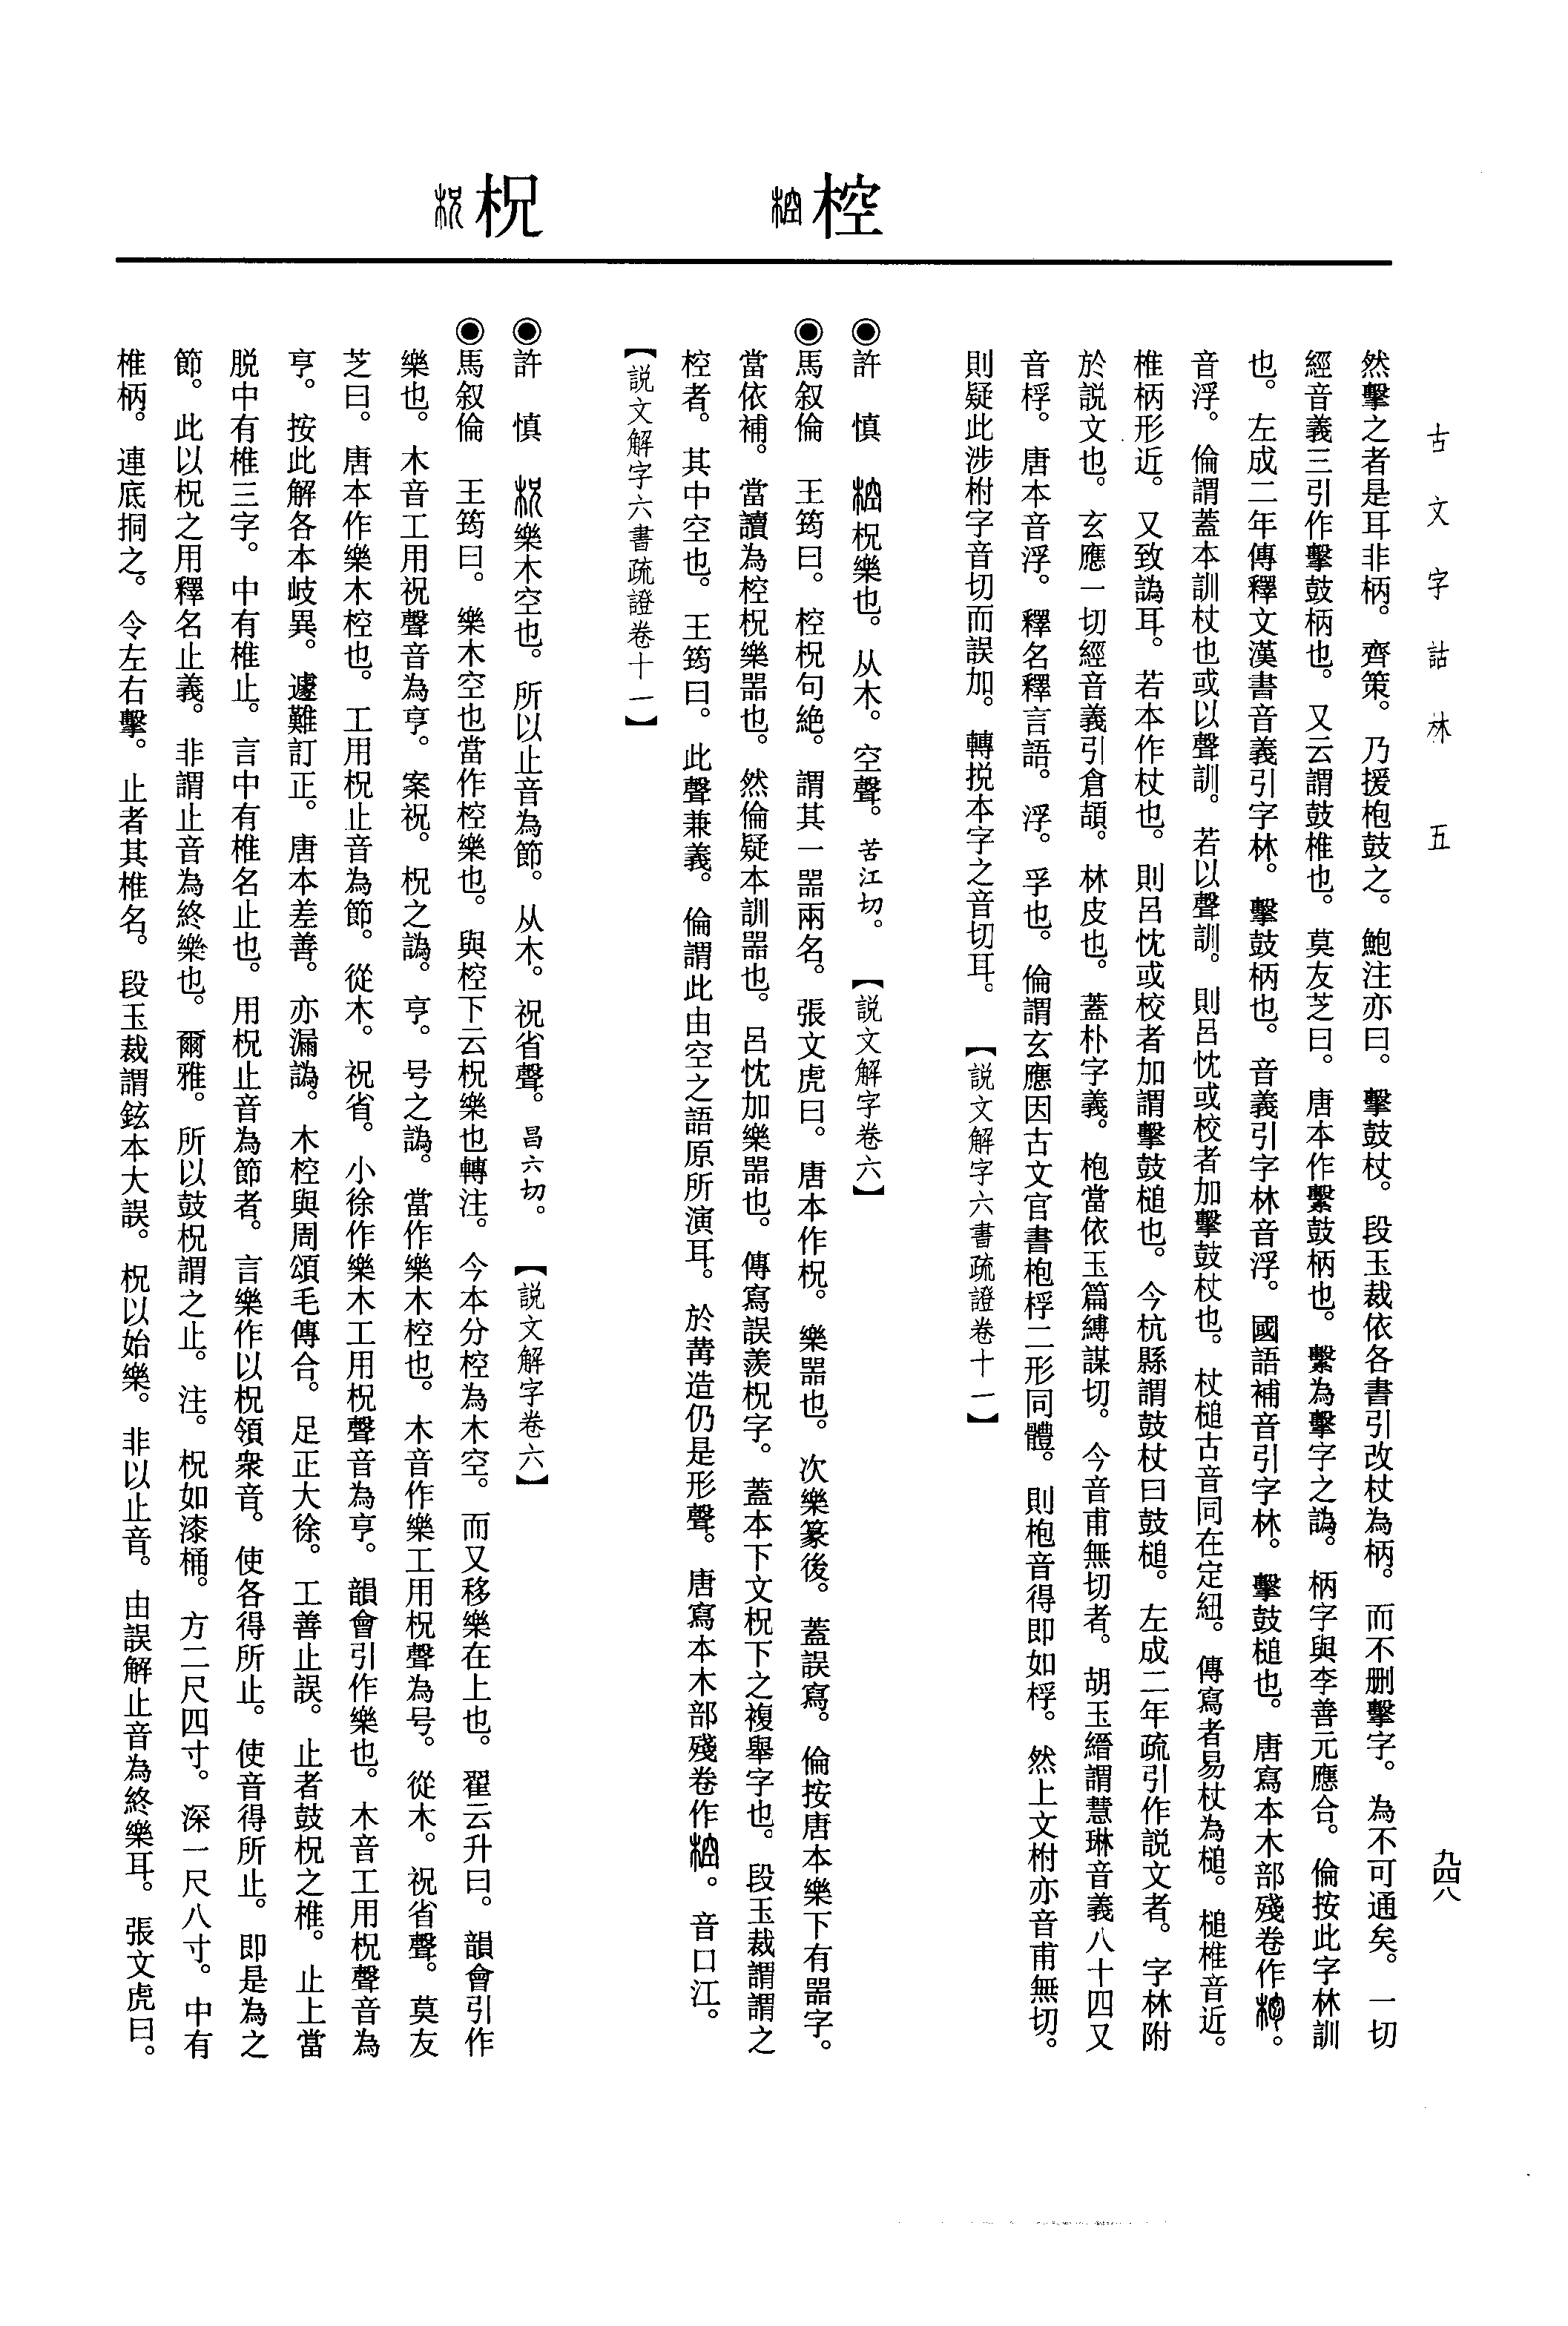 古文字詁林　五
九四八
然擊之者是耳非柄。齊策。乃援枹鼓之。鮑注亦曰。擊鼓杖。段玉裁依各書引改杖為柄。而不刪擊字。為不可通矣。一切
經音義三引作擊鼓柄也。又云謂鼓椎也。莫友芝曰。唐本作繫鼓柄也。繫為擊字之譌。柄字與李善元應合。倫按此字林訓
也。左成二年傳釋文漢書音義引字林。擊鼓柄也。音義引字林音浮。國語補音引字林。擊鼓槌也。唐寫本木部殘卷作。
音浮。倫謂蓋本訓杖也或以聲訓。若以聲訓。則呂忱或校者加擊鼓杖也。杖槌古音同在定紐。傳寫者易杖為槌。槌椎音近。
椎柄形近。又致譌耳。若本作杖也。則呂忱或校者加謂擊鼓槌也。今杭縣謂鼓杖曰鼓槌。左成二年疏引作說文者。字林附
於說文也。玄應一切經音義引倉頡。林皮也。蓋朴字義。枹當依玉篇縛謀切。今音甫無切者。胡玉縉謂慧琳音義八十四又
音桴。唐本音浮。釋名釋言語。浮。孚也。倫謂玄應因古文官書枹桴二形同體。則枹音得即如桴。然上文柎亦音甫無切。
則疑此涉柎字音切而誤加。轉挩本字之音切耳。【說文解字六書疏證卷十一】
椌
◉許　慎　柷樂也。从木。空聲。苦江切。【說文解字卷六】
◉馬叙倫　王筠曰。椌柷句絶。謂其一器兩名。張文虎曰。唐本作柷。樂器也。次樂篆後。蓋誤寫。倫按唐本樂下有器字。
當依補。當讀為椌柷樂器也。然倫疑本訓器也。呂忱加樂器也。傳寫誤羨柷字。蓋本下文柷下之複舉字也。段玉裁謂謂之
椌者。其中空也。王筠曰。此聲兼義。倫謂此由空之語原所演耳。於冓造仍是形聲。唐寫本木部殘卷作。音口江。
【說文解字六書疏證卷十一】
柷
◉許　慎　樂木空也。所以止音為節。从木。祝省聲。昌六切。【說文解字卷六】
◉馬叙倫　王筠曰。樂木空也當作椌樂也。與椌下云柷樂也轉注。今本分椌為木空。而又移樂在上也。翟云升曰。韻會引作
樂也。木音工用祝聲音為亨。案祝。柷之譌。亨。号之譌。當作樂木椌也。木音作樂工用柷聲為号。從木。祝省聲。莫友
芝曰。唐本作樂木椌也。工用柷止音為節。從木。祝省。小徐作樂木工用柷聲音為亨。韻會引作樂也。木音工用柷聲音為
亨。按此解各本岐異。遽難訂正。唐本差善。亦漏譌。木椌與周頌毛傳合。足正大徐。工善止誤。止者鼓柷之椎。止上當
脱中有椎三字。中有椎止。言中有椎名止也。用柷止音為節者。言樂作以柷領衆音。使各得所止。使音得所止。即是為之
節。此以柷之用釋名止義。非謂止音為終樂也。爾雅。所以鼓柷謂之止。注。柷如漆桶。方二尺四寸。深一尺八寸。中有
椎柄。連底挏之。令左右擊。止者其椎名。段玉裁謂鉉本大誤。柷以始樂。非以止音。由誤解止音為終樂耳。張文虎曰。